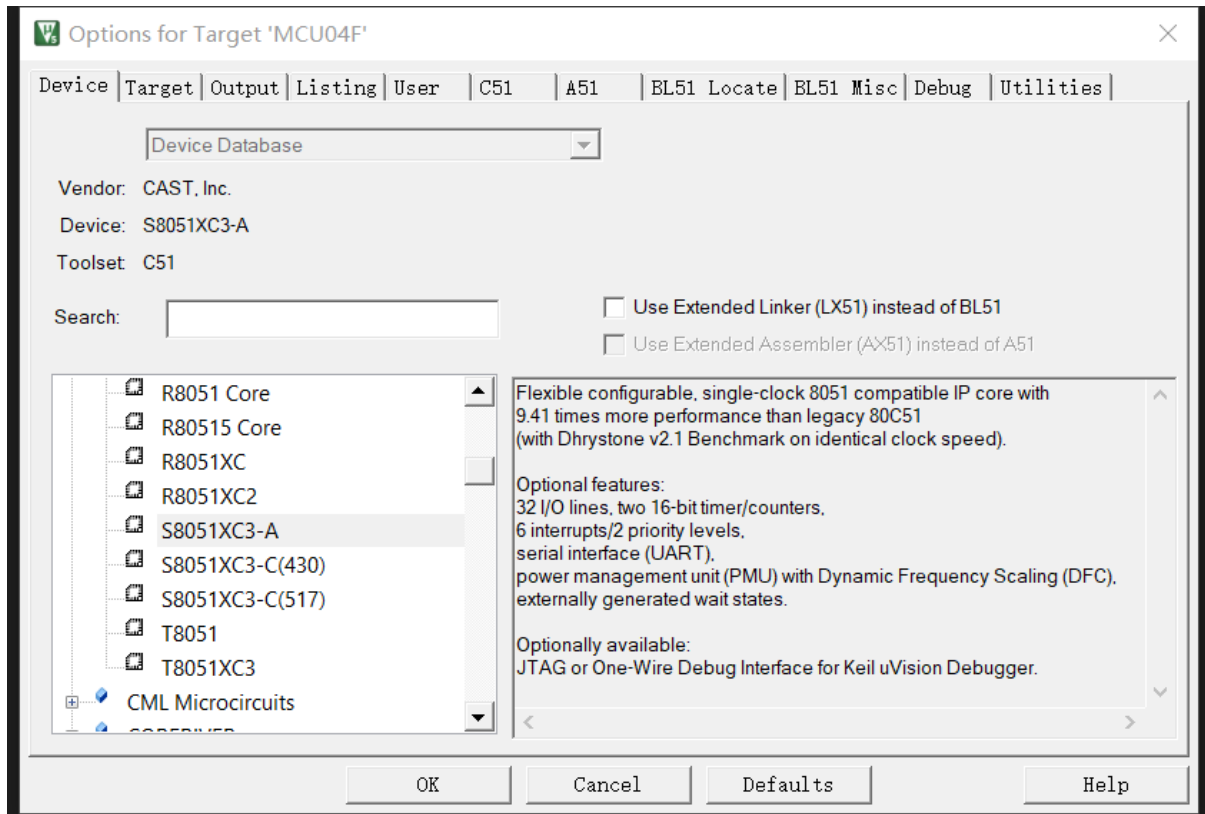 Options for Target 'MCU04F'
Device Target Output Listing User C51 A51 BL51 Locate BL51 Misc Debug Utilities
Device Database
Vendor: CAST, Inc.
Device: S8051XC3-A
Toolset: C51
Search:
Use Extended Linker (LX51) instead of BL51
Use Extended Assembler (AX51) instead of A51
R8051 Core
R80515 Core
R8051XC
R8051XC2
S8051XC3-A
S8051XC3-C(430)
S8051XC3-C(517)
T8051
T8051XC3
CML Microcircuits
Flexible configurable, single-clock 8051 compatible IP core with
9.41 times more performance than legacy 80C51
(with Dhrystone v2.1 Benchmark on identical clock speed).
Optional features:
32 I/O lines, two 16-bit timer/counters,
6 interrupts/2 priority levels,
serial interface (UART),
power management unit (PMU) with Dynamic Frequency Scaling (DFC),
externally generated wait states.
Optionally available:
JTAG or One-Wire Debug Interface for Keil uVision Debugger.
OK Cancel Defaults Help